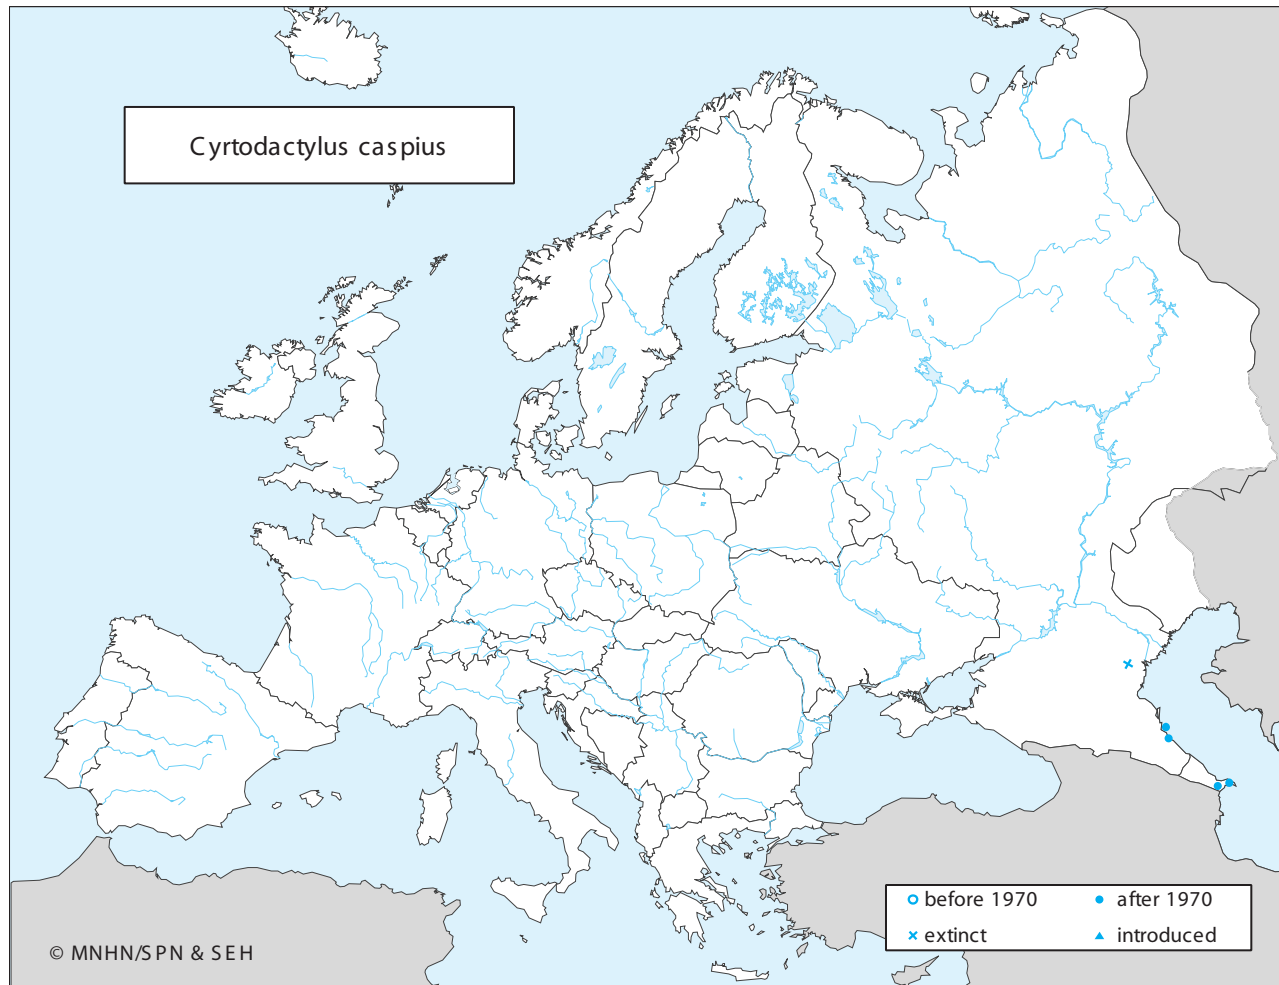 Cyrtodactylus caspius
before 1970
after 1970
extinct
introduced
© MNHN/SPN & SEH